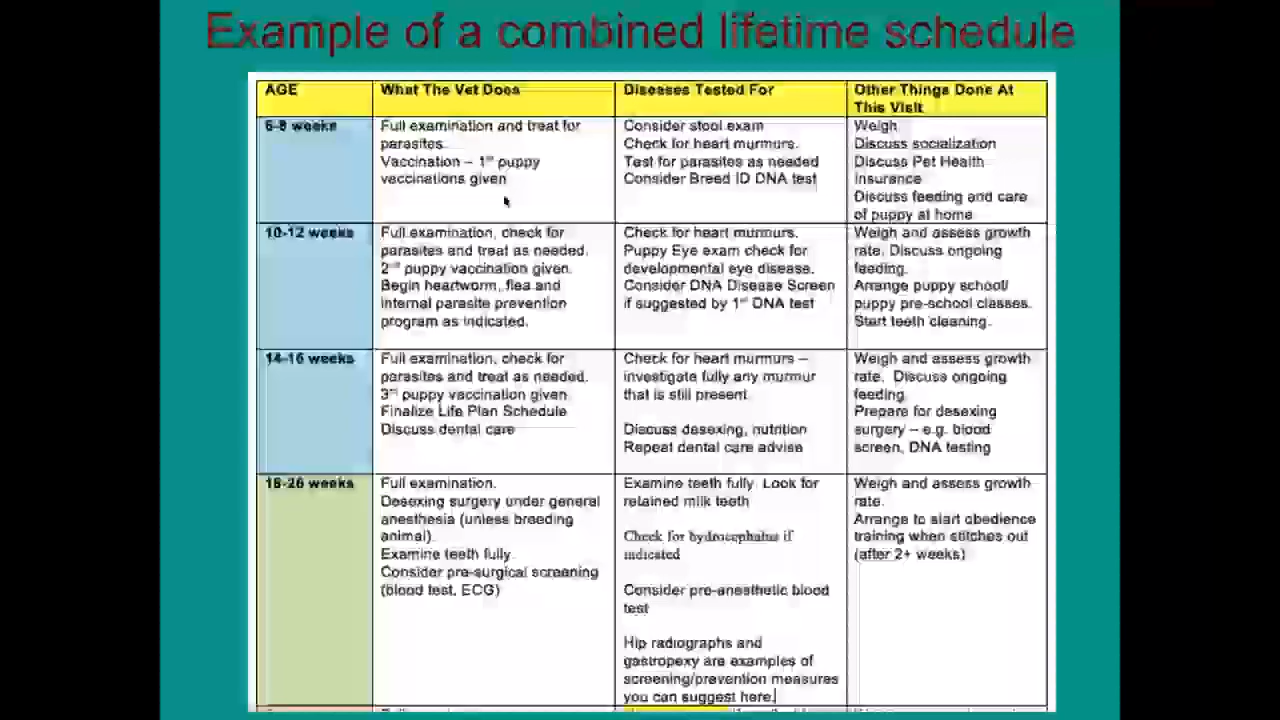 Example of a combined lifetime schedule
AGE
What The Vet Does
Diseases Tested For
Other Things Done At
This Visit
6-8 weeks
Full examination and treat for
parasites.
Vaccination – 1st puppy
vaccinations given
Consider stool exam
Check for heart murmurs.
Test for parasites as needed
Consider Breed ID DNA test
Weigh
Discuss socialization
Discuss Pet Health
Insurance
Discuss feeding and care
of puppy at home
10-12 weeks
Full examination, check for
parasites and treat as needed.
2nd puppy vaccination given.
Begin heartworm, flea and
internal parasite prevention
program as indicated.
Check for heart murmurs.
Puppy Eye exam check for
developmental eye disease.
Consider DNA Disease Screen
if suggested by 1st DNA test
Weigh and assess growth
rate. Discuss ongoing
feeding.
Arrange puppy school/
puppy pre-school classes.
Start teeth cleaning.
14-16 weeks
Full examination, check for
parasites and treat as needed.
3rd puppy vaccination given
Finalize Life Plan Schedule
Discuss dental care
Check for heart murmurs –
investigate fully any murmur
that is still present
Discuss desexing, nutrition
Repeat dental care advise
Weigh and assess growth
rate. Discuss ongoing
feeding.
Prepare for desexing
surgery – e.g. blood
screen, DNA testing
Full examination.
Desexing surgery under general
anesthesia (unless breeding
animal).
Examine teeth fully.
Consider pre-surgical screening
(blood test, ECG)
Examine teeth fully. Look for
retained milk teeth
Check for hydrocephalus if
indicated
Consider pre-anesthetic blood
test
Hip radiographs and
gastropexy are examples of
screening/prevention measures
you can suggest here.
Weigh and assess growth
rate.
Arrange to start obedience
training when stitches out
(after 2+ weeks)